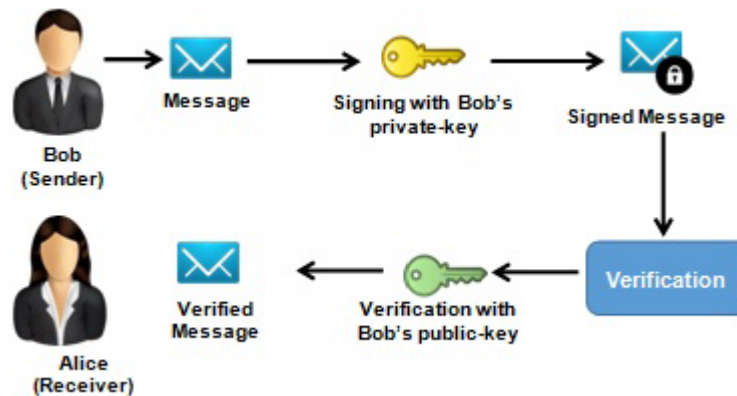 Bob
(Sender)
Message
Signing with Bob's
private-key
Signed Message
Verification
Verification with
Bob's public-key
Verified
Message
Alice
(Receiver)